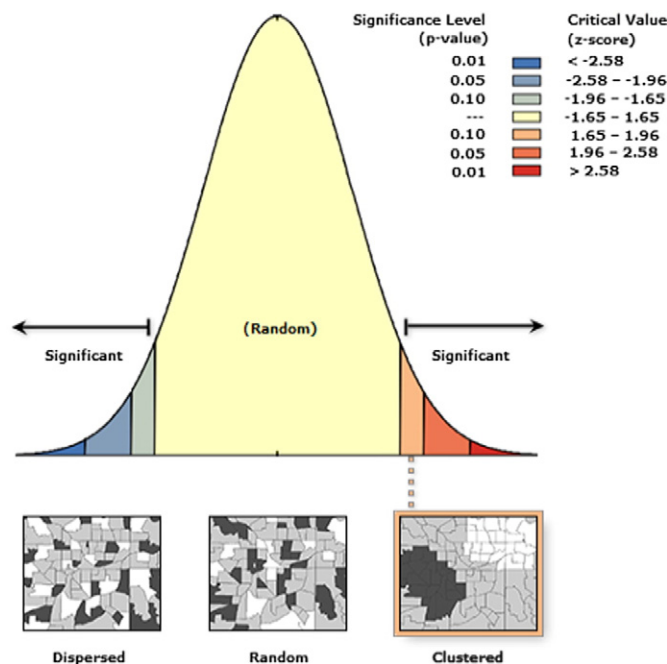 Significance Level
(p-value)
Critical Value
(z-score)
0.01 < -2.58
0.05 -2.58 – -1.96
0.10 -1.96 – -1.65
--- -1.65 – 1.65
0.10 1.65 – 1.96
0.05 1.96 – 2.58
0.01 > 2.58
(Random)
Significant
Significant
Dispersed
Random
Clustered